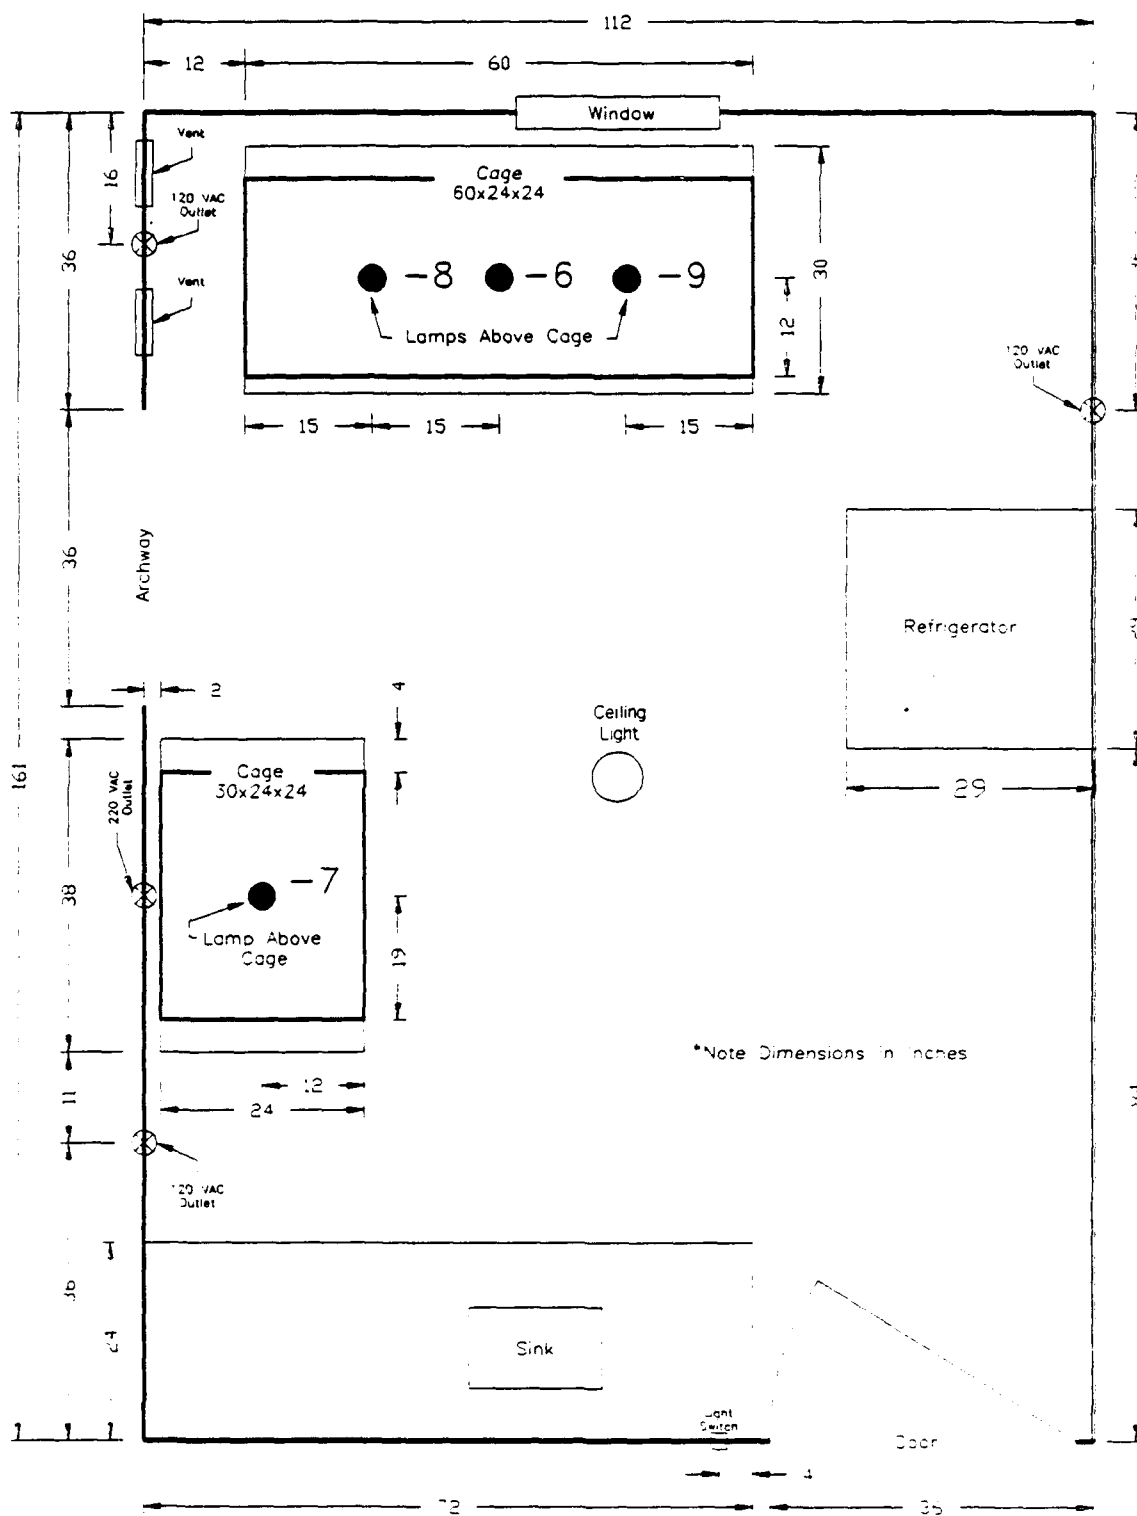 112
12
60
Window
Vent
16
120 VAC
Outlet
Cage
60x24x24
36
Vent
-8
-6
-9
30
12
Lamps Above Cage
120 VAC
Outlet
15
15
15
Archway
36
Refrigerator
2
4
Ceiling
Light
161
Cage
30x24x24
29
220 VAC
Outlet
38
-7
Lamp Above
Cage
19
*Note Dimensions in Inches
12
24
11
120 VAC
Outlet
36
24
Sink
Light
Switch
Door
4
72